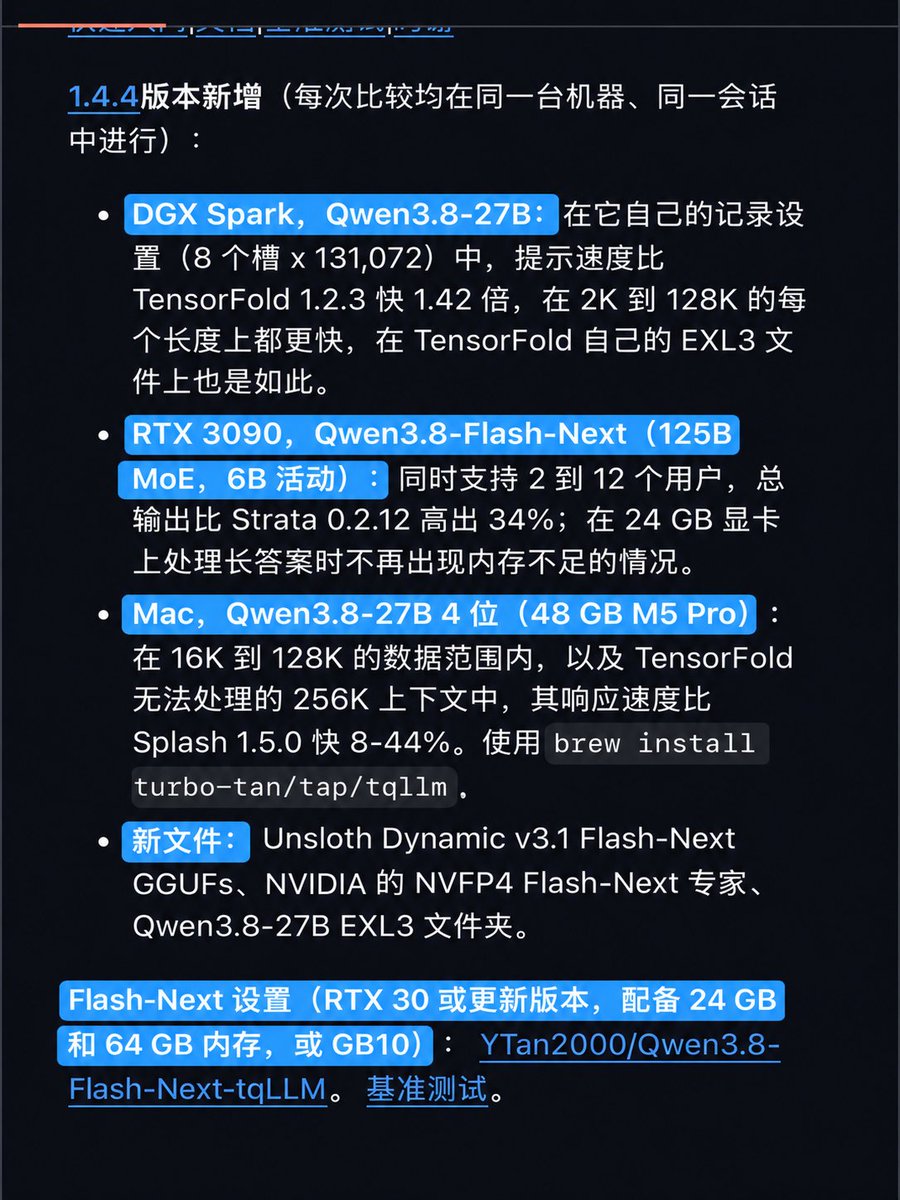 1.4.4版本新增（每次比较均在同一台机器、同一会话
中进行）：
• DGX Spark，Qwen3.8-27B：在它自己的记录设
置（8 个槽 x 131,072）中，提示速度比
TensorFold 1.2.3 快 1.42 倍，在 2K 到 128K 的每
个长度上都更快，在 TensorFold 自己的 EXL3 文
件上也是如此。
• RTX 3090，Qwen3.8-Flash-Next（125B
MoE，6B 活动）：同时支持 2 到 12 个用户，总
输出比 Strata 0.2.12 高出 34%；在 24 GB 显卡
上处理长答案时不再出现内存不足的情况。
• Mac，Qwen3.8-27B 4 位（48 GB M5 Pro）：
在 16K 到 128K 的数据范围内，以及 TensorFold
无法处理的 256K 上下文中，其响应速度比
Splash 1.5.0 快 8-44%。使用 brew install
turbo-tan/tap/tqllm。
• 新文件： Unsloth Dynamic v3.1 Flash-Next
GGUFs、NVIDIA 的 NVFP4 Flash-Next 专家、
Qwen3.8-27B EXL3 文件夹。
Flash-Next 设置（RTX 30 或更新版本，配备 24 GB
和 64 GB 内存，或 GB10）： YTan2000/Qwen3.8-
Flash-Next-tqLLM。 基准测试。